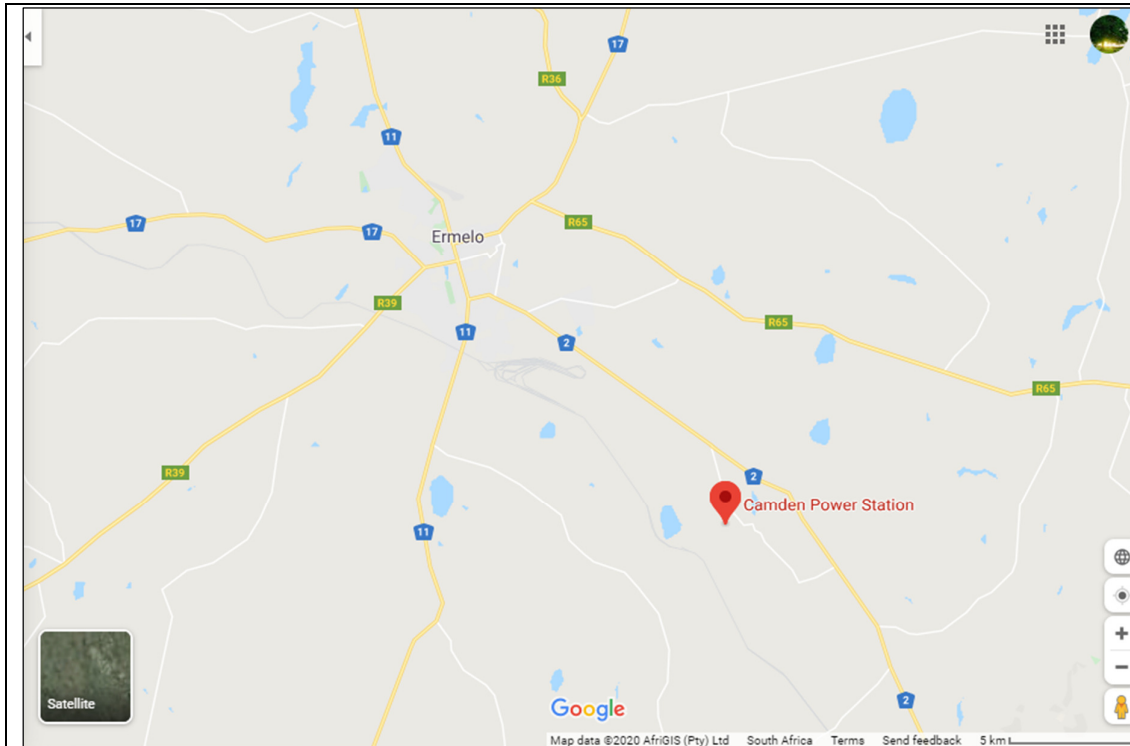 17
R36
11
17
R65
17
Ermelo
R39
R65
11
2
R65
R39
2
Camden Power Station
11
Satellite
2
Google
Map data ©2020 AfriGIS (Pty) Ltd South Africa Terms Send feedback 5 km